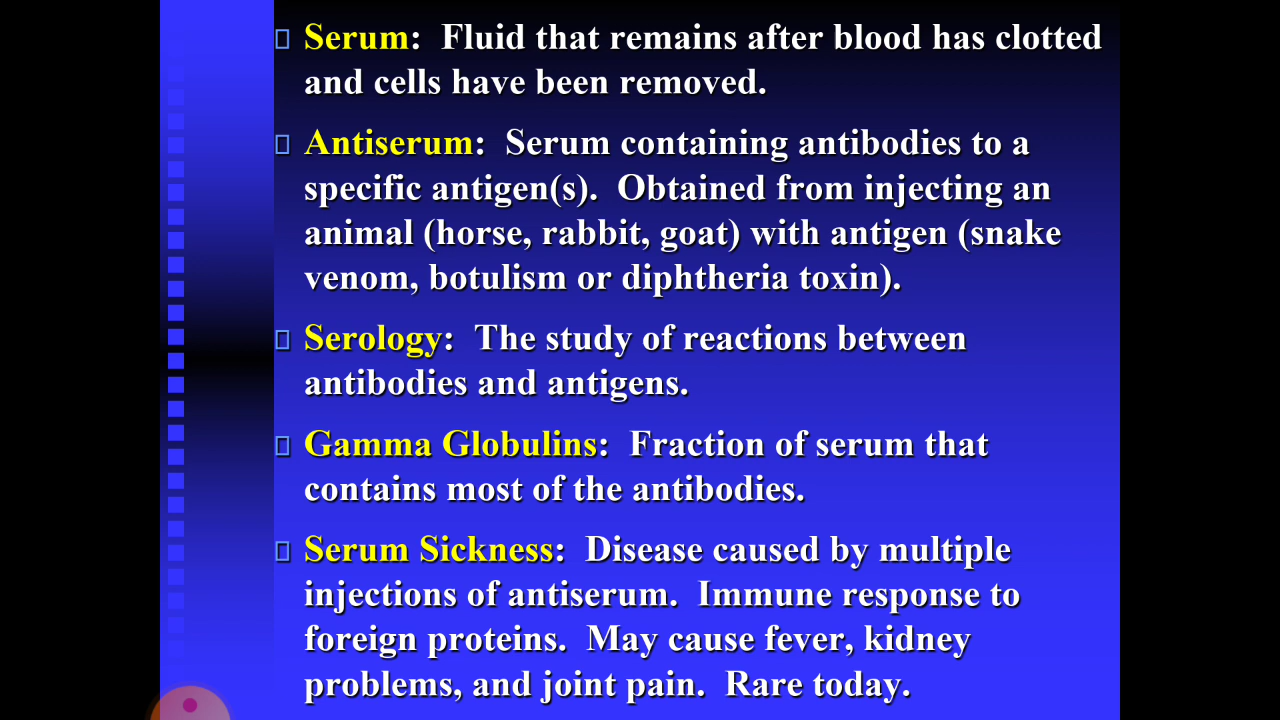 Serum:  Fluid that remains after blood has clotted
and cells have been removed.
Antiserum:  Serum containing antibodies to a
specific antigen(s).  Obtained from injecting an
animal (horse, rabbit, goat) with antigen (snake
venom, botulism or diphtheria toxin).
Serology:  The study of reactions between
antibodies and antigens.
Gamma Globulins:  Fraction of serum that
contains most of the antibodies.
Serum Sickness:  Disease caused by multiple
injections of antiserum.  Immune response to
foreign proteins.  May cause fever, kidney
problems, and joint pain.  Rare today.